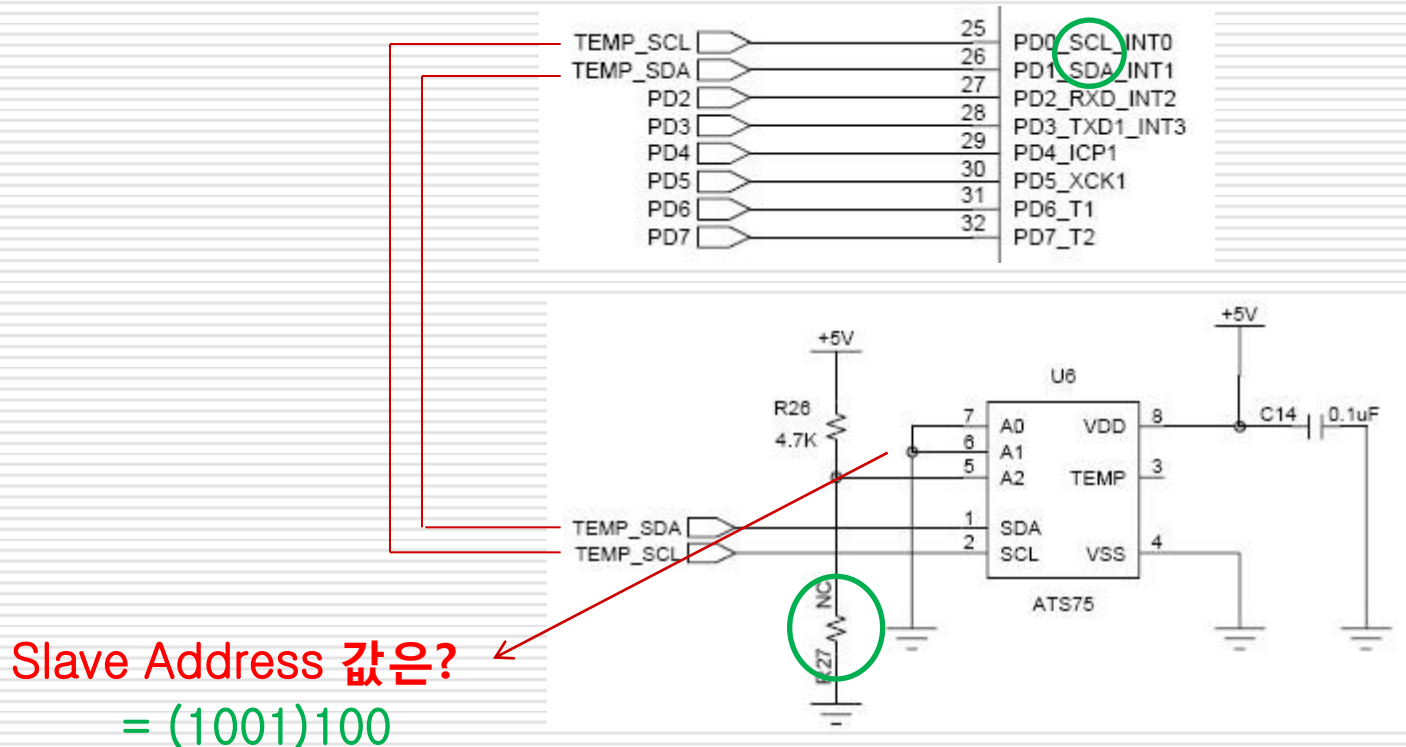 TEMP_SCL 25 PD0_SCL_INT0
TEMP_SDA 26 PD1_SDA_INT1
PD2 27 PD2_RXD_INT2
PD3 28 PD3_TXD1_INT3
PD4 29 PD4_ICP1
PD5 30 PD5_XCK1
PD6 31 PD6_T1
PD7 32 PD7_T2
+5V
+5V
U6
R26
4.7K
7 A0 VDD 8
C14 0.1uF
6 A1
5 A2 TEMP 3
TEMP_SDA 1 SDA
TEMP_SCL 2 SCL VSS 4
ATS75
NC
R27
Slave Address 값은?
= (1001)100